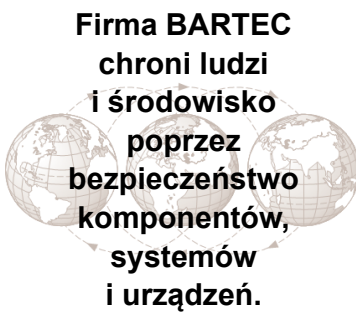 Firma BARTEC
chroni ludzi
i środowisko
poprzez
bezpieczeństwo
komponentów,
systemów
i urządzeń.